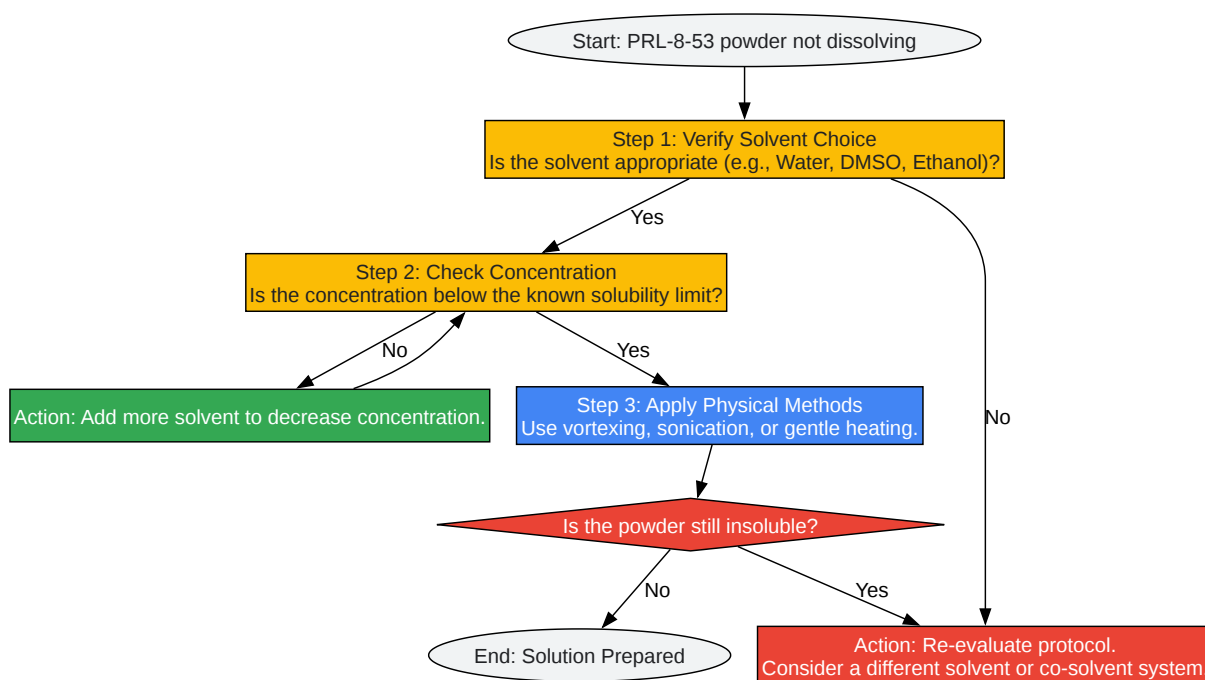 Start: PRL-8-53 powder not dissolving
Step 1: Verify Solvent Choice
Is the solvent appropriate (e.g., Water, DMSO, Ethanol)?
Yes
Step 2: Check Concentration
Is the concentration below the known solubility limit?
No
Yes
No
Action: Add more solvent to decrease concentration.
Step 3: Apply Physical Methods
Use vortexing, sonication, or gentle heating.
Is the powder still insoluble?
No
Yes
End: Solution Prepared
Action: Re-evaluate protocol.
Consider a different solvent or co-solvent system